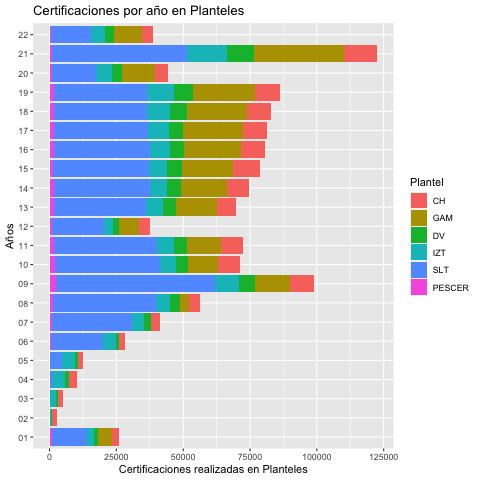 Certificaciones por año en Planteles
Años
22
21
20
19
18
17
16
15
14
13
12
11
10
09
08
07
06
05
04
03
02
01
0
25000
50000
75000
100000
125000
Certificaciones realizadas en Planteles
Plantel
CH
GAM
DV
IZT
SLT
PESCER